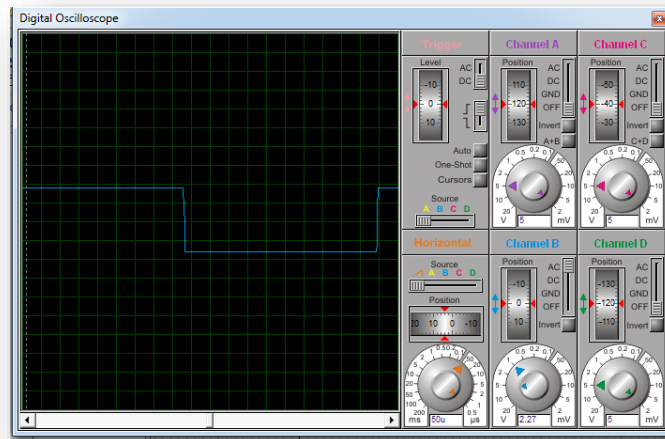 Digital Oscilloscope
Trigger
Level
AC
DC
-10
0
10
Auto
One-Shot
Cursors
Source
A B C D
Horizontal
Source
A B C D
Position
20 10 0 -10
ms
50u
µs
Channel A
Position
AC
DC
GND
OFF
Invert
A+B
110
-120
130
V
5
mV
Channel C
Position
AC
DC
GND
OFF
Invert
C+D
-50
-40
-30
V
5
mV
Channel B
Position
AC
DC
GND
OFF
Invert
-10
0
10
V
2.27
mV
Channel D
Position
AC
DC
GND
OFF
Invert
-130
-120
-110
V
5
mV